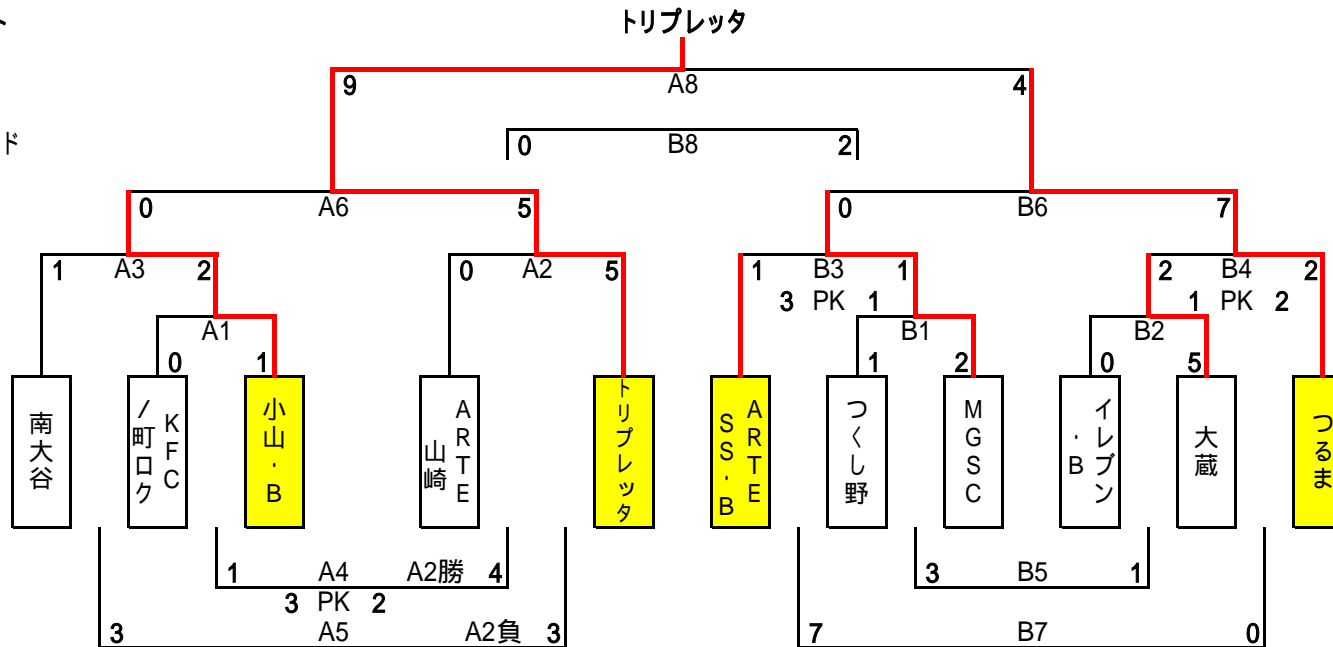 ト
トリプレッタ
9 A8 4
ド
0 B8 2
0 A6 5
0 B6 7
1 A3 2
0 A2 5
1 B3 1
2 B4 2
3 PK 1
1 PK 2
A1
B1
B2
0 1
1 2
0 5
南大谷
KFC
/町ロク
小山・B
ARTE
山崎
トリプレッタ
ARTE
SS・B
つくし野
MGSC
イレブン
・B
大蔵
つるま
1 A4 A2勝 4
3 B5 1
3 PK 2
3 A5 A2負 3
7 B7 0